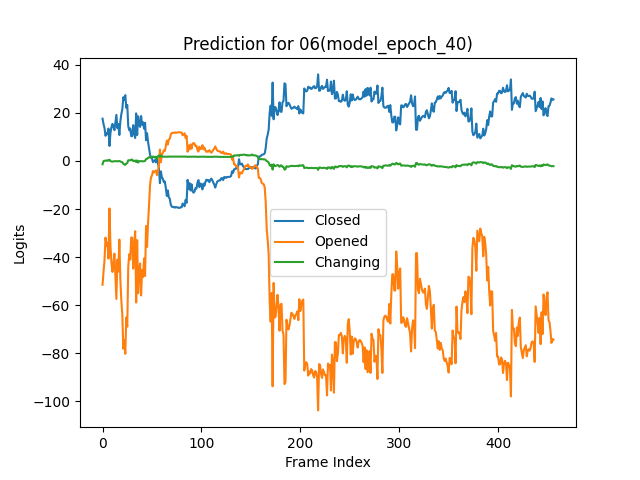 Prediction for 06(model_epoch_40)
40
20
0
−20
−40
−60
−80
−100
Logits
Closed
Opened
Changing
0 100 200 300 400
Frame Index